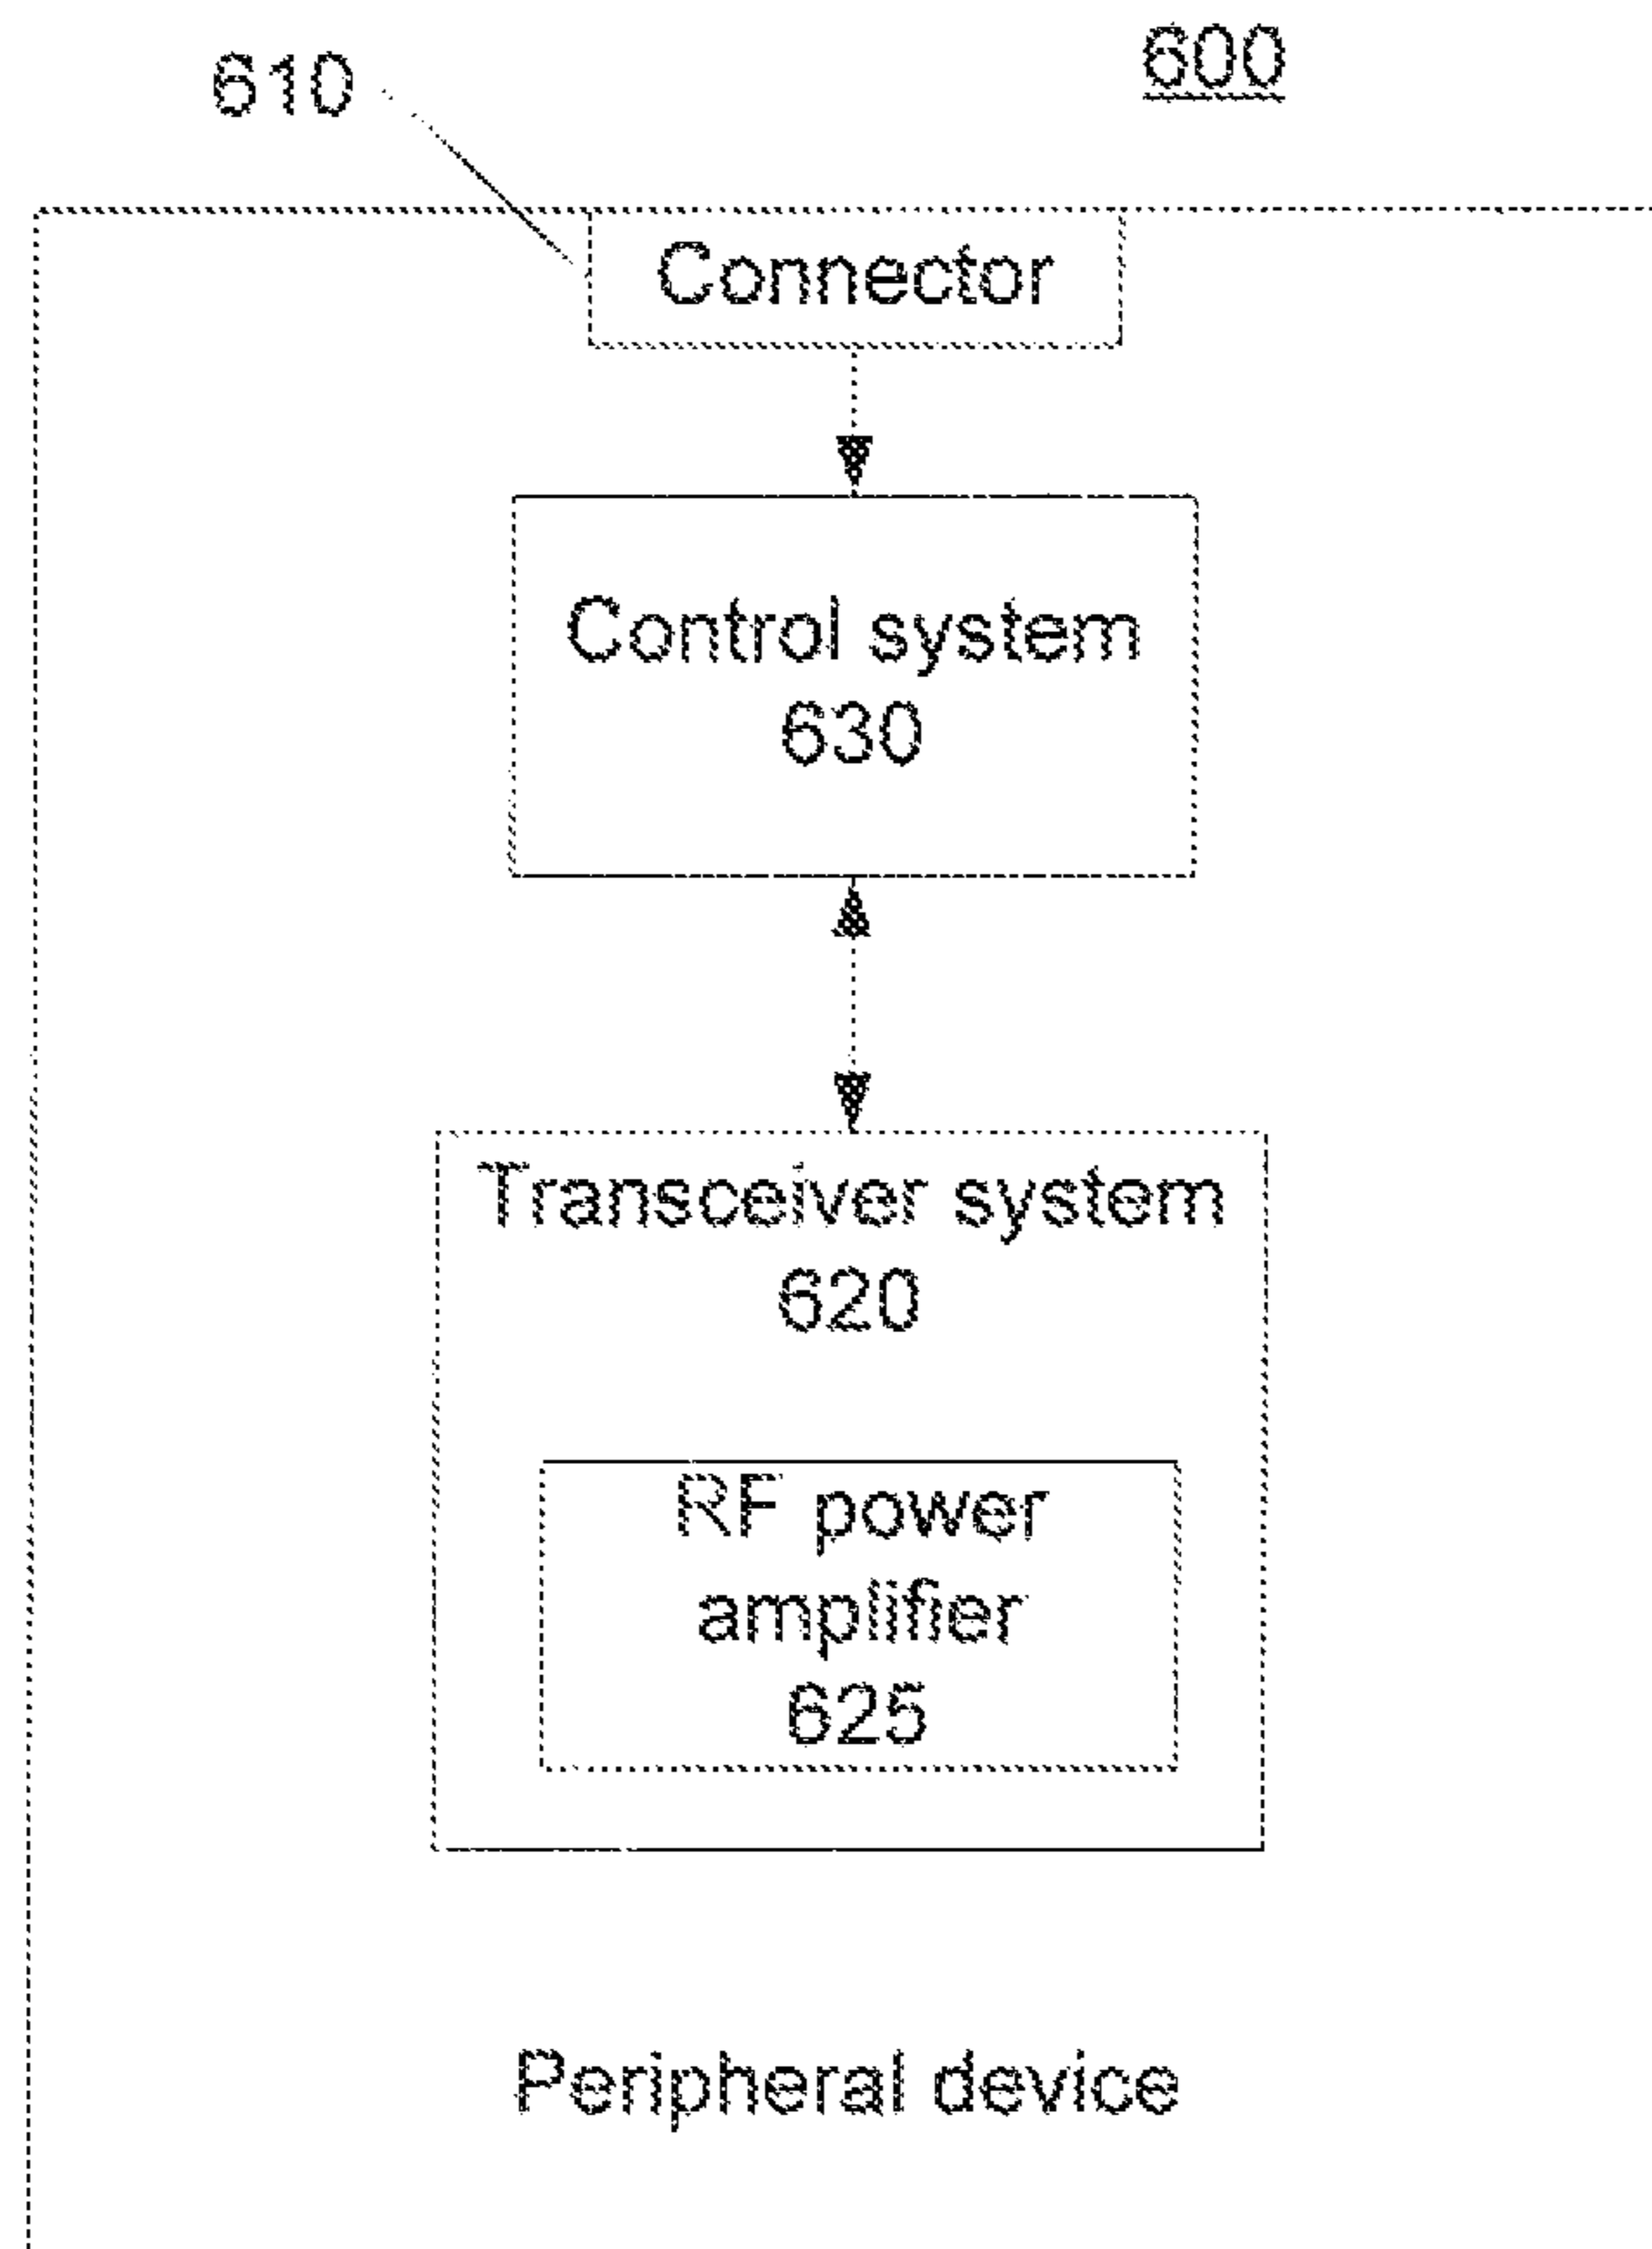 600
610
Connector
Control system
630
Transceiver system
620
RF power
amplifier
625
Peripheral device